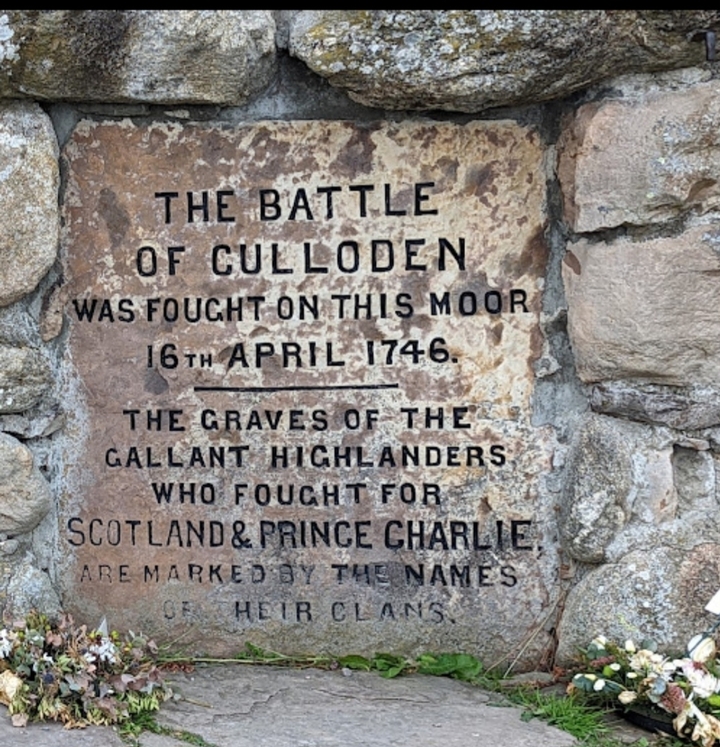 THE BATTLE
OF CULLODEN
WAS FOUGHT ON THIS MOOR
16TH APRIL 1746.
THE GRAVES OF THE
GALLANT HIGHLANDERS
WHO FOUGHT FOR
SCOTLAND & PRINCE CHARLIE,
ARE MARKED BY THE NAMES
OF THEIR CLANS.